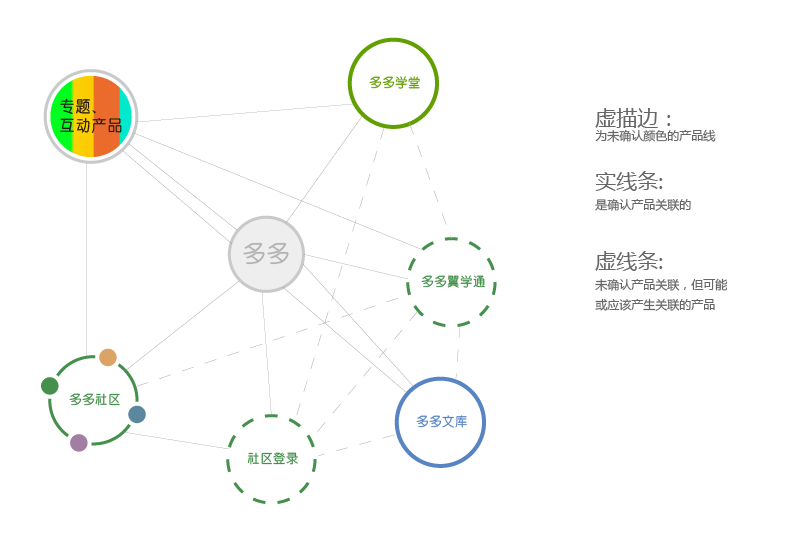 多多学堂
专题、
互动产品
多多
多多翼学通
多多社区
多多文库
社区登录
虚描边：
为未确认颜色的产品线
实线条:
是确认产品关联的
虚线条:
未确认产品关联，但可能
或应该产生关联的产品